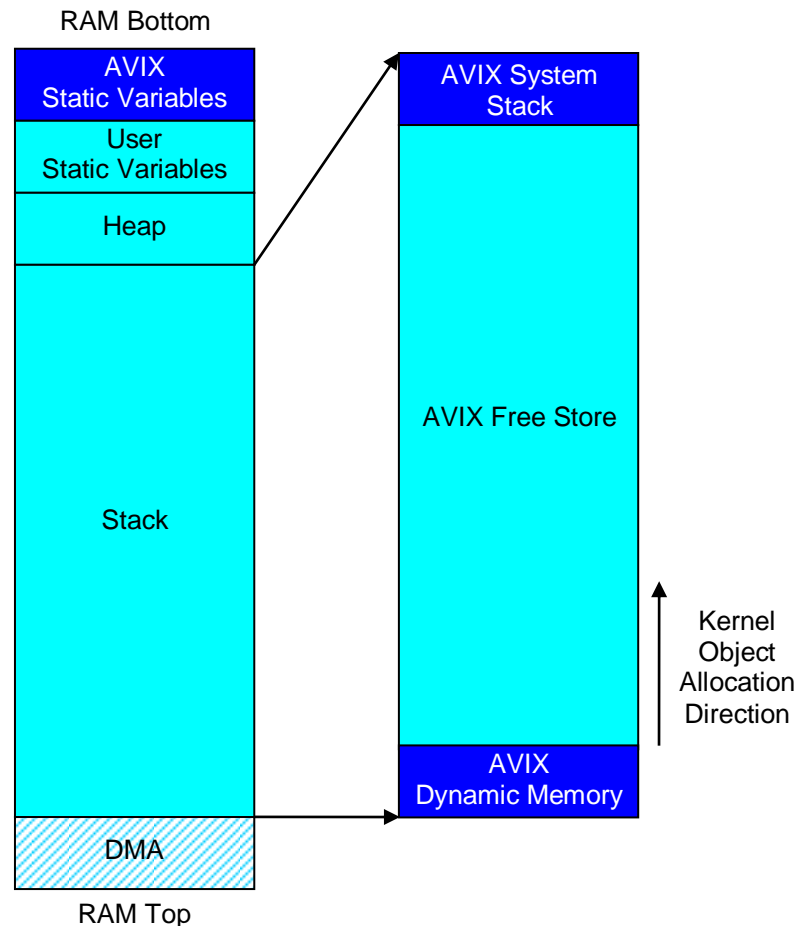 RAM Bottom
AVIX
Static Variables
User
Static Variables
Heap
Stack
DMA
RAM Top
AVIX System
Stack
AVIX Free Store
AVIX
Dynamic Memory
Kernel
Object
Allocation
Direction